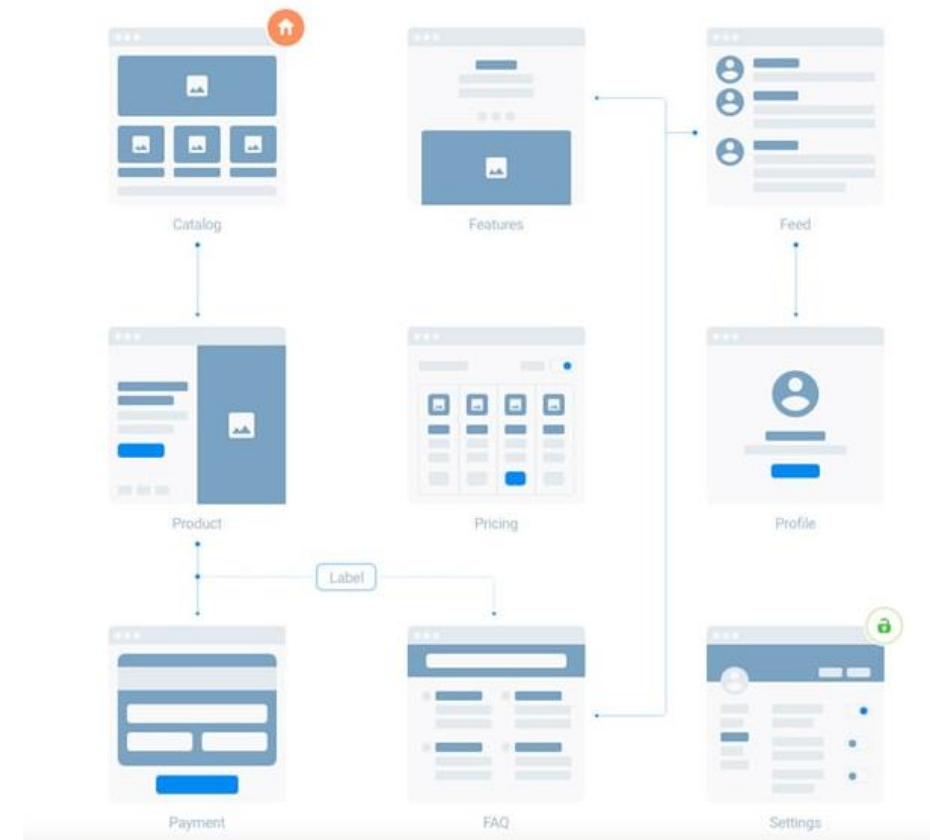 Catalog
Features
Feed
Product
Pricing
Profile
Label
Payment
FAQ
Settings